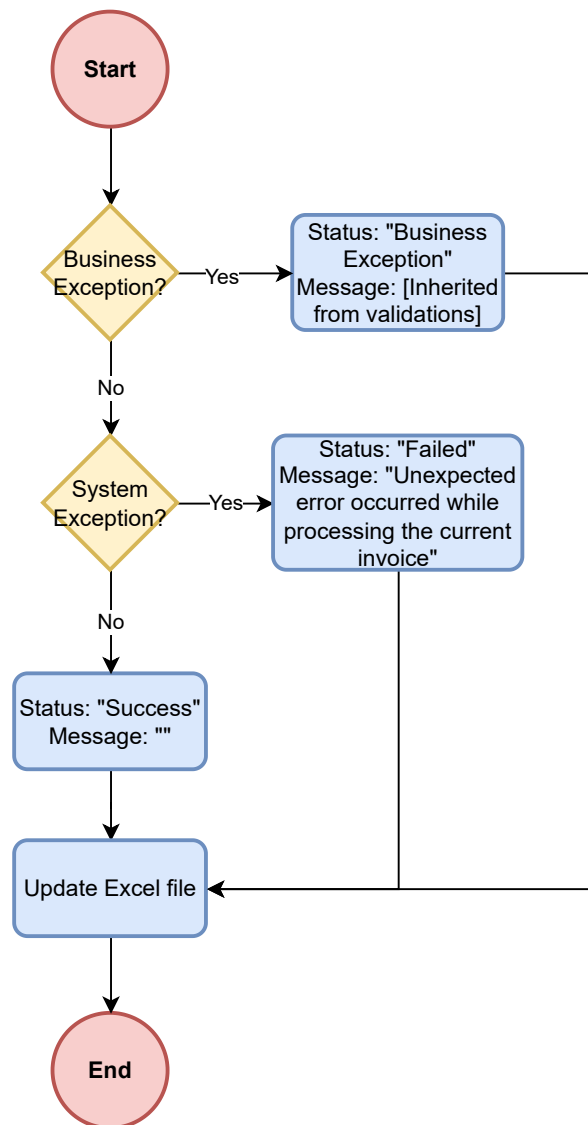 Start
Business
Exception?
Yes
Status: "Business
Exception"
Message: [Inherited
from validations]
No
System
Exception?
Yes
Status: "Failed"
Message: "Unexpected
error occurred while
processing the current
invoice"
No
Status: "Success"
Message: ""
Update Excel file
End